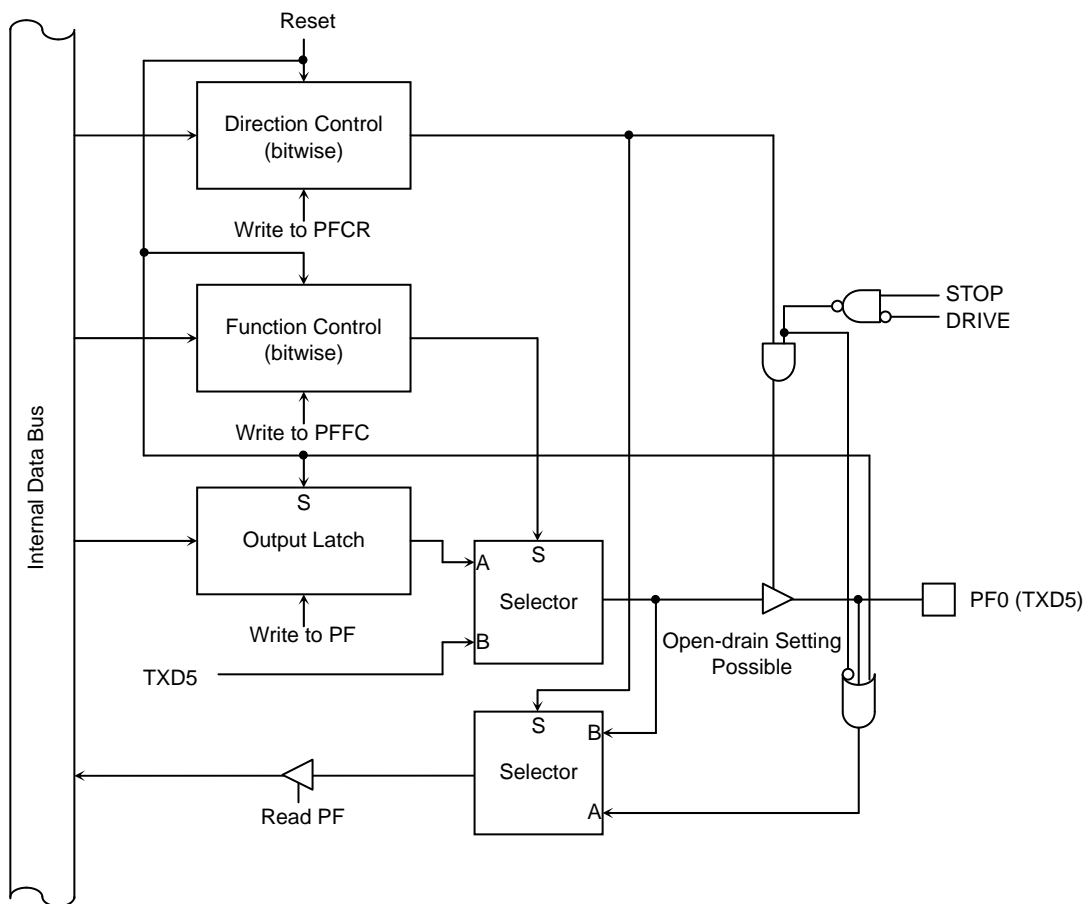 Reset
Direction Control
(bitwise)
Write to PFCR
STOP
DRIVE
Function Control
(bitwise)
Write to PFFC
Internal Data Bus
S
Output Latch
A
S
Selector
B
PF0 (TXD5)
Write to PF
Open-drain Setting
Possible
TXD5
S
B
Selector
A
Read PF